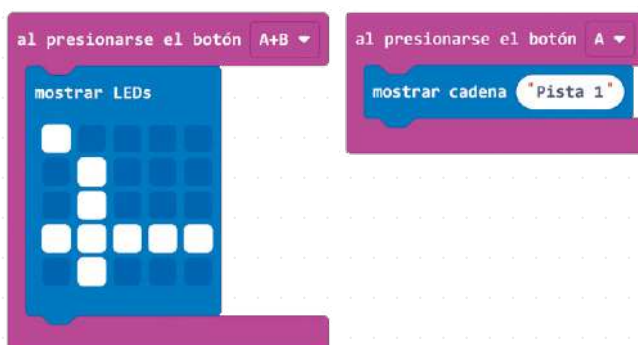 al presionarse el botón A+B
mostrar LEDs
al presionarse el botón A
mostrar cadena "Pista 1"